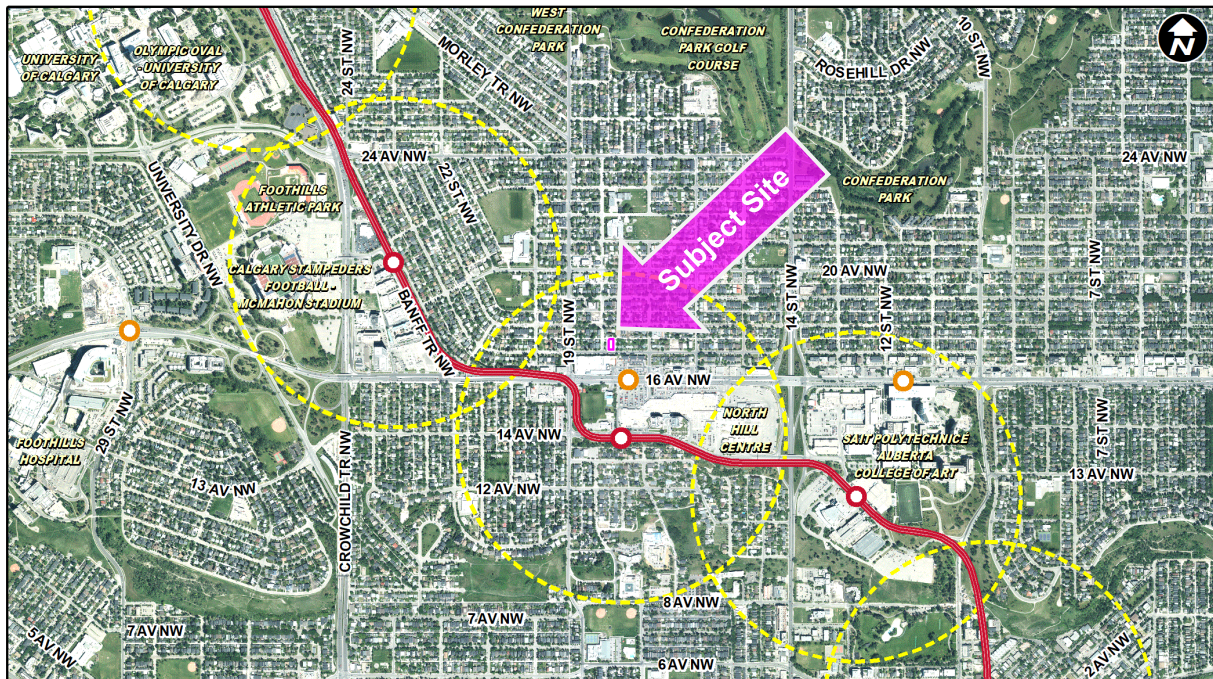 WEST
CONFEDERATION
PARK
CONFEDERATION
PARK GOLF
COURSE
10 ST NW
N
UNIVERSITY
OF CALGARY
OLYMPIC OVAL
- UNIVERSITY
OF CALGARY
24 ST NW
MORLEY TR NW
ROSEHILL DR NW
24 AV NW
24 AV NW
UNIVERSITY DR NW
FOOTHILLS
ATHLETIC PARK
22 ST NW
Subject Site
CONFEDERATION
PARK
CALGARY STAMPEDERS
FOOTBALL -
MCMAHON STADIUM
BANFF TR NW
19 ST NW
14 ST NW
20 AV NW
12 ST NW
7 ST NW
16 AV NW
FOOTHILLS
HOSPITAL
29 ST NW
14 AV NW
NORTH
HILL
CENTRE
SAIT POLYTECHNICE
ALBERTA
COLLEGE OF ART
7 ST NW
13 AV NW
13 AV NW
12 AV NW
CROWCHILD TR NW
8 AV NW
7 AV NW
7 AV NW
5 AV NW
6 AV NW
2 AV NW